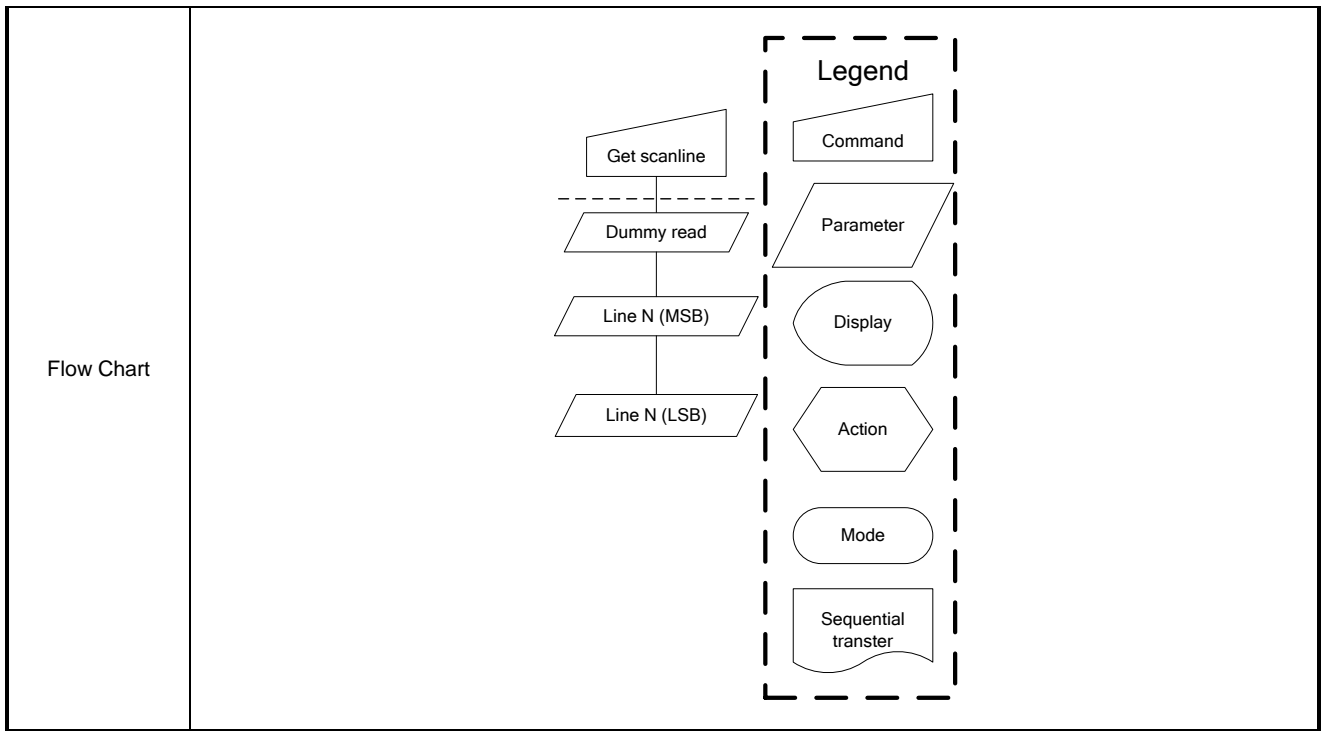 Flow Chart
Get scanline
Dummy read
Line N (MSB)
Line N (LSB)
Legend
Command
Parameter
Display
Action
Mode
Sequential
transter